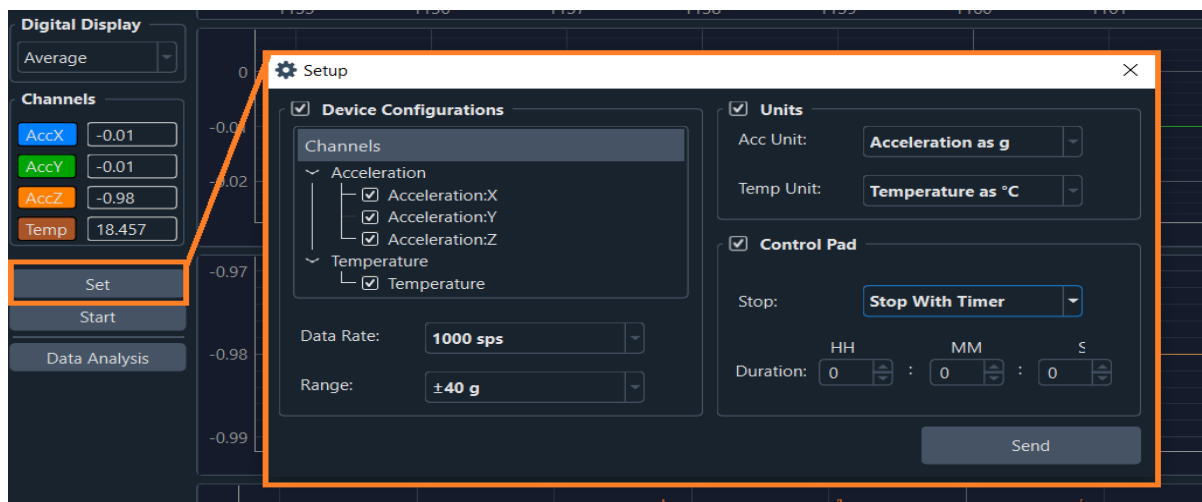 Digital Display
Average
Channels
AccX -0.01
AccY -0.01
AccZ -0.98
Temp 18.457
Set
Start
Data Analysis
0
-0.02
-0.97
-0.98
-0.99
Setup
Device Configurations
Channels
Acceleration
Acceleration:X
Acceleration:Y
Acceleration:Z
Temperature
Temperature
Data Rate: 1000 sps
Range: ±40 g
Units
Acc Unit: Acceleration as g
Temp Unit: Temperature as °C
Control Pad
Stop: Stop With Timer
HH MM S
Duration: 0 : 0 : 0
Send